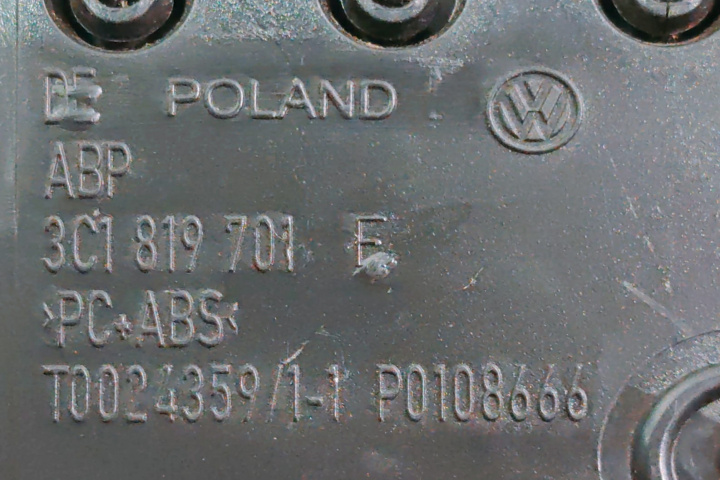 POLAND
ABP
3C1 819 701 E
>PC+ABS<
T0024359/1-1 P0108666